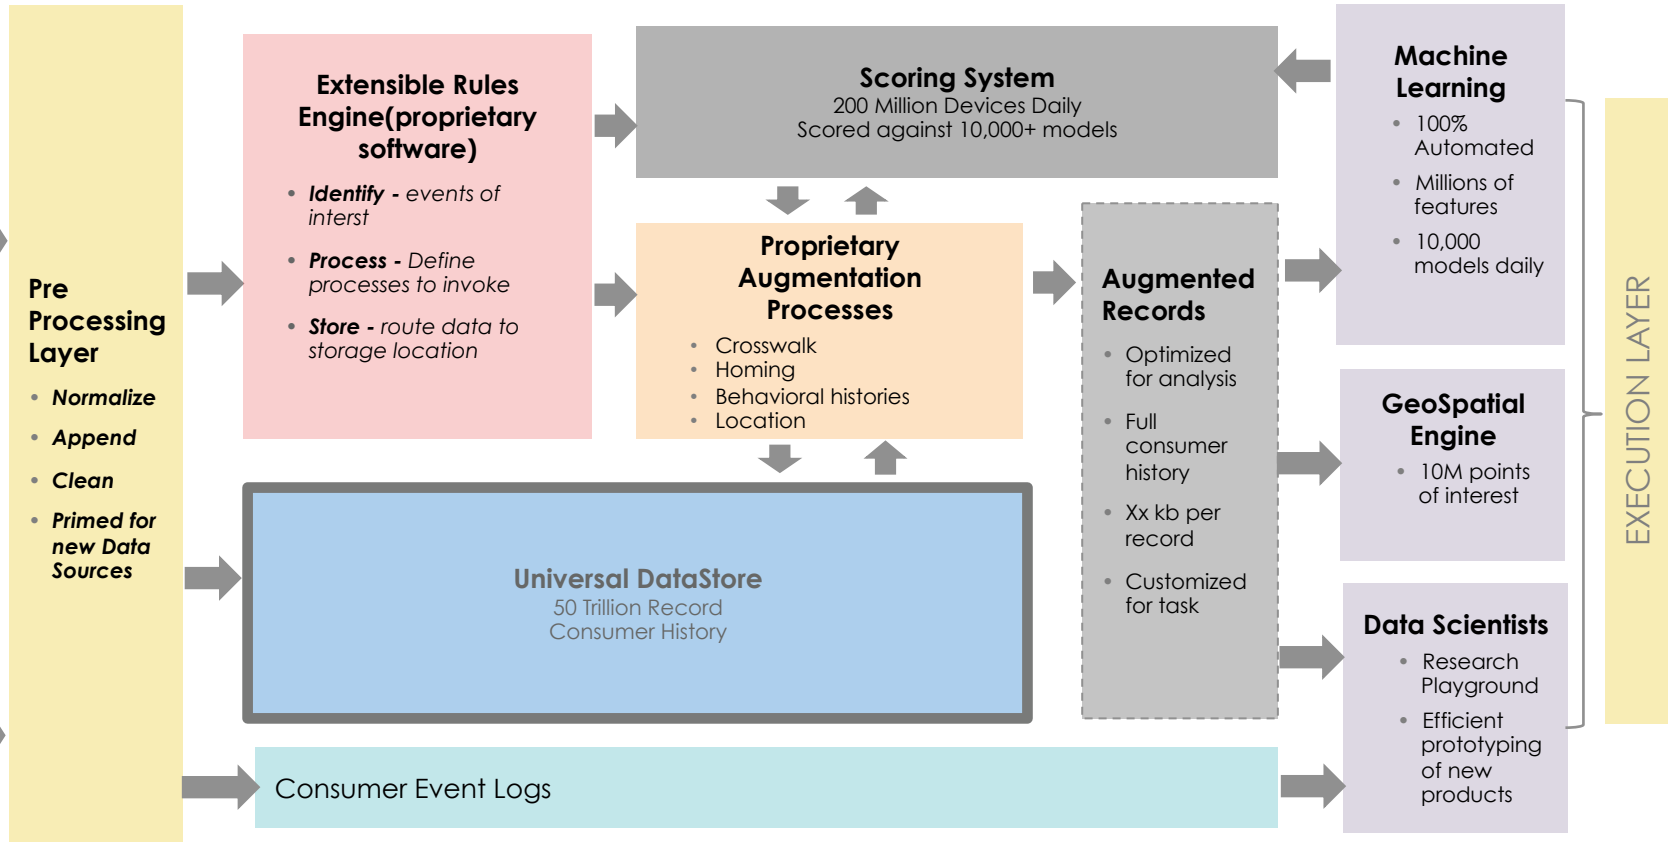 Pre
Processing
Layer
• Normalize
• Append
• Clean
• Primed for
new Data
Sources
Extensible Rules
Engine(proprietary
software)
• Identify - events of
interst
• Process - Define
processes to invoke
• Store - route data to
storage location
Scoring System
200 Million Devices Daily
Scored against 10,000+ models
Proprietary
Augmentation
Processes
• Crosswalk
• Homing
• Behavioral histories
• Location
Universal DataStore
50 Trillion Record
Consumer History
Consumer Event Logs
Augmented
Records
• Optimized
for analysis
• Full
consumer
history
• Xx kb per
record
• Customized
for task
Machine
Learning
• 100%
Automated
• Millions of
features
• 10,000
models daily
GeoSpatial
Engine
• 10M points
of interest
Data Scientists
• Research
Playground
• Efficient
prototyping
of new
products
EXECUTION LAYER